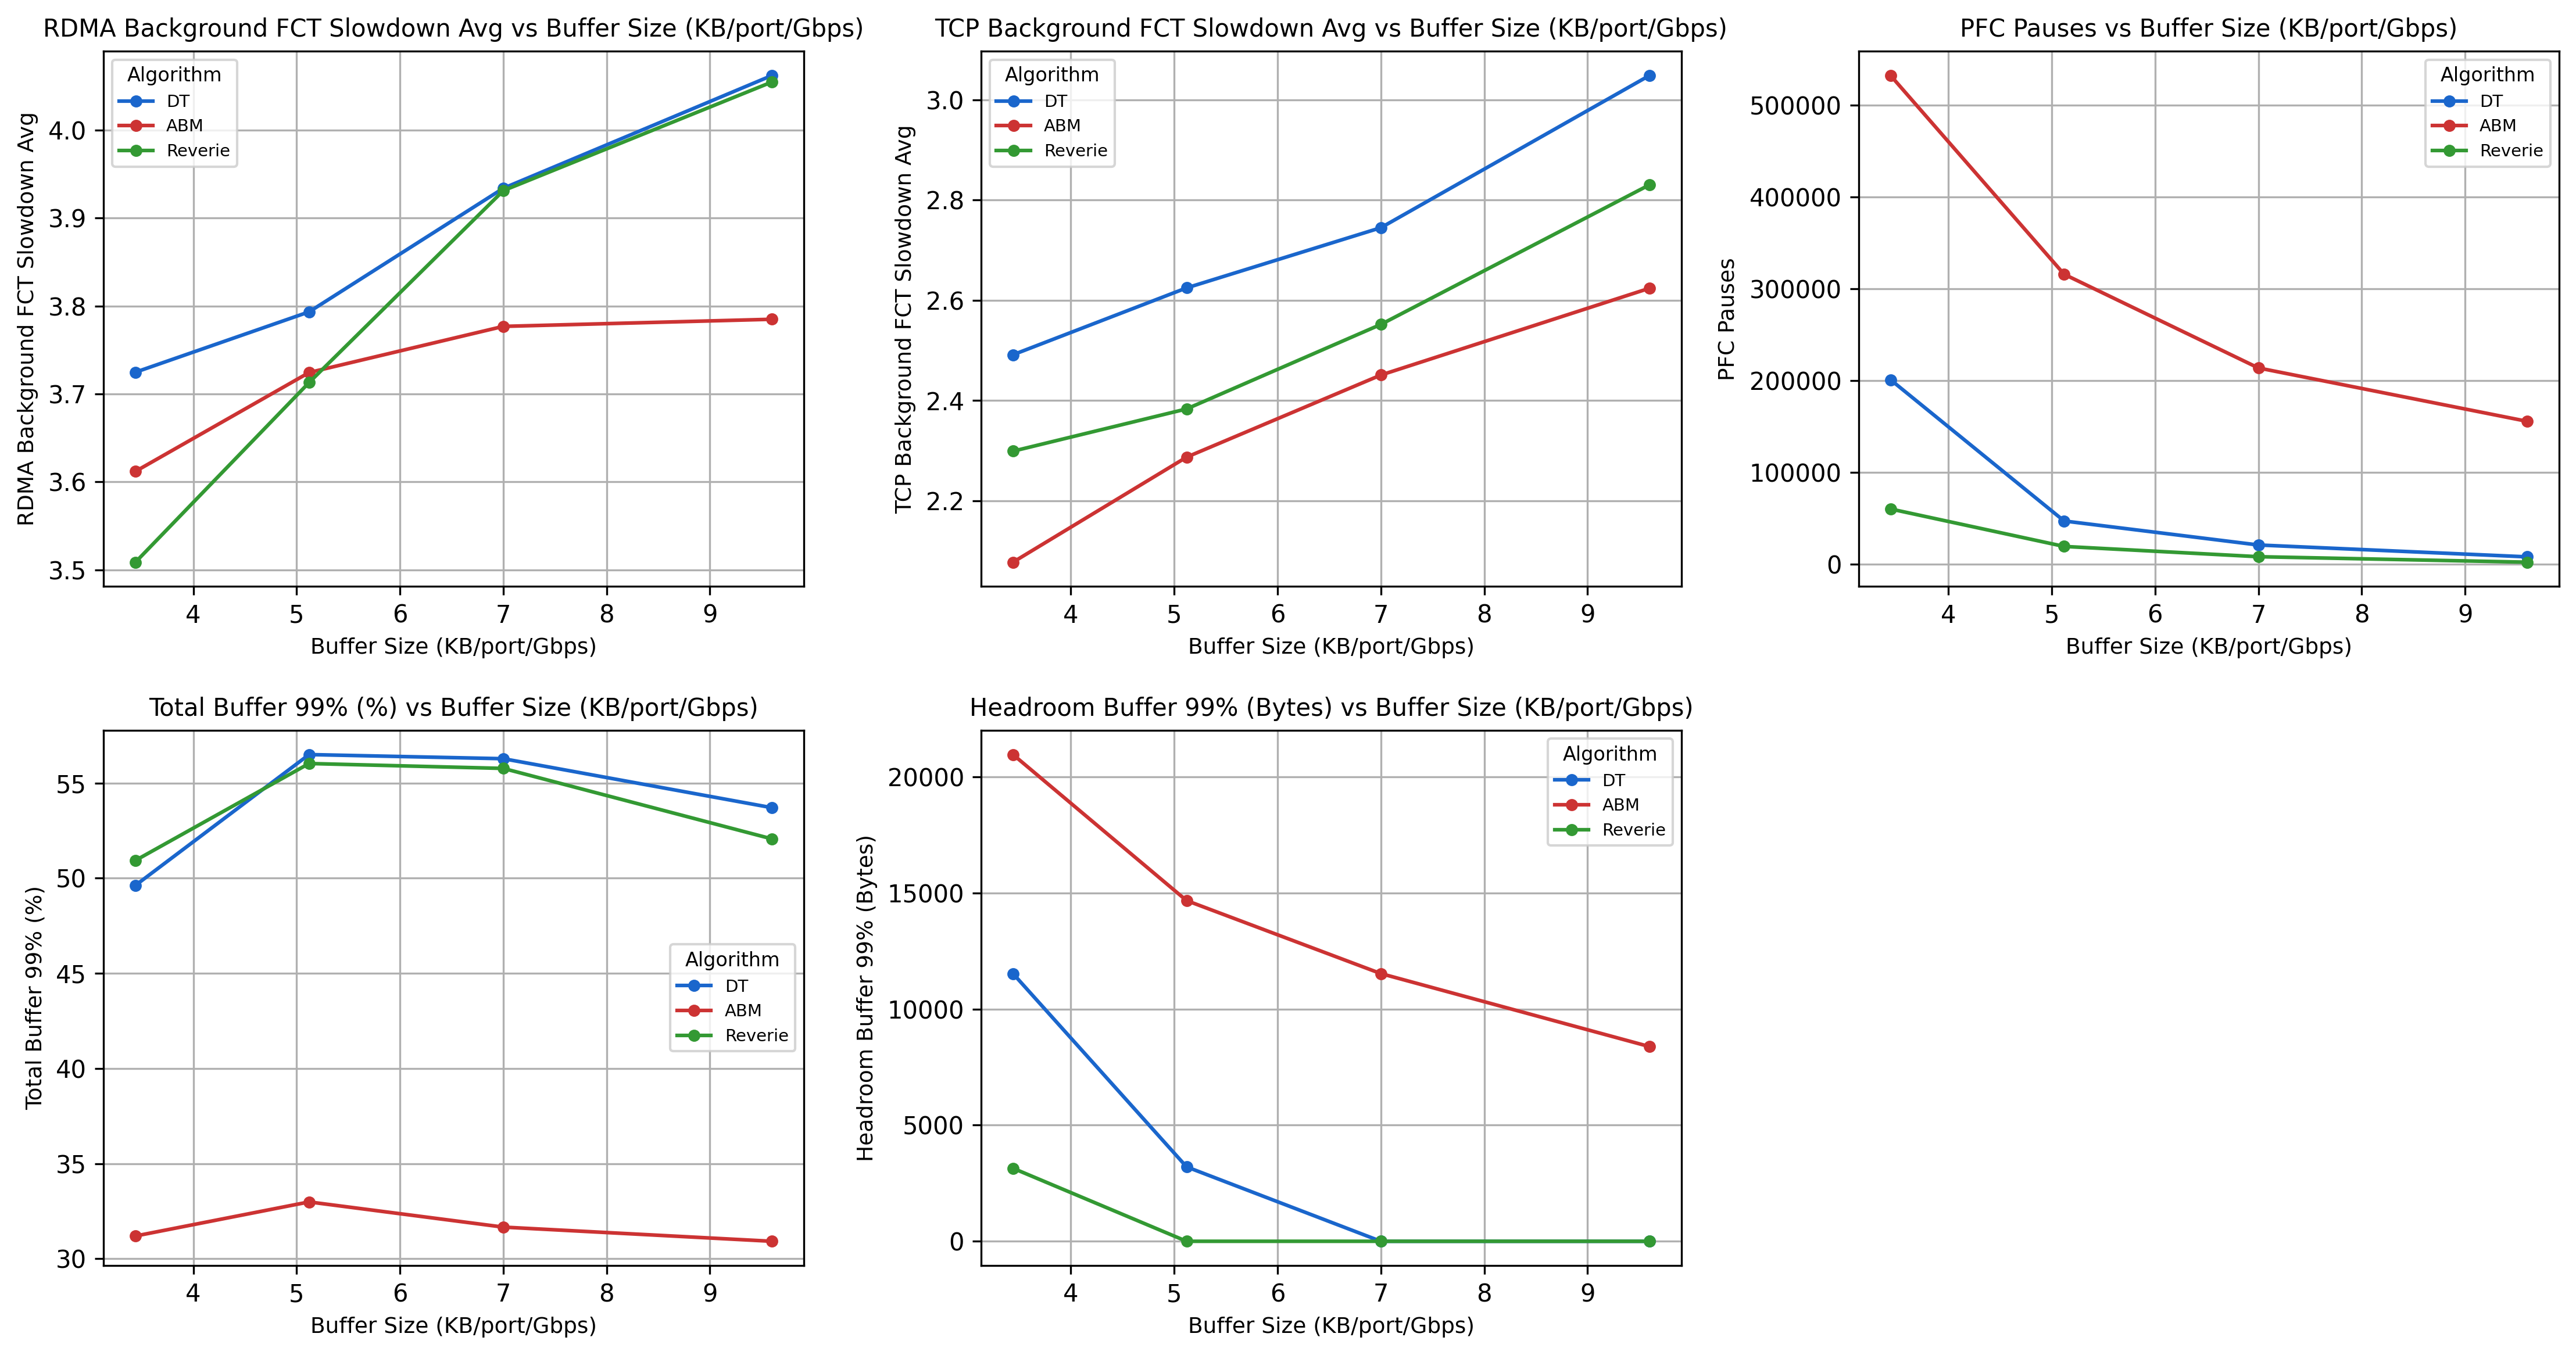 RDMA Background FCT Slowdown Avg vs Buffer Size (KB/port/Gbps)
RDMA Background FCT Slowdown Avg
4.0
3.9
3.8
3.7
3.6
3.5
Algorithm
DT
ABM
Reverie
4 5 6 7 8 9
Buffer Size (KB/port/Gbps)
TCP Background FCT Slowdown Avg vs Buffer Size (KB/port/Gbps)
TCP Background FCT Slowdown Avg
3.0
2.8
2.6
2.4
2.2
Algorithm
DT
ABM
Reverie
4 5 6 7 8 9
Buffer Size (KB/port/Gbps)
PFC Pauses vs Buffer Size (KB/port/Gbps)
PFC Pauses
500000
400000
300000
200000
100000
0
Algorithm
DT
ABM
Reverie
4 5 6 7 8 9
Buffer Size (KB/port/Gbps)
Total Buffer 99% (%) vs Buffer Size (KB/port/Gbps)
Total Buffer 99% (%)
55
50
45
40
35
30
Algorithm
DT
ABM
Reverie
4 5 6 7 8 9
Buffer Size (KB/port/Gbps)
Headroom Buffer 99% (Bytes) vs Buffer Size (KB/port/Gbps)
Headroom Buffer 99% (Bytes)
20000
15000
10000
5000
0
Algorithm
DT
ABM
Reverie
4 5 6 7 8 9
Buffer Size (KB/port/Gbps)